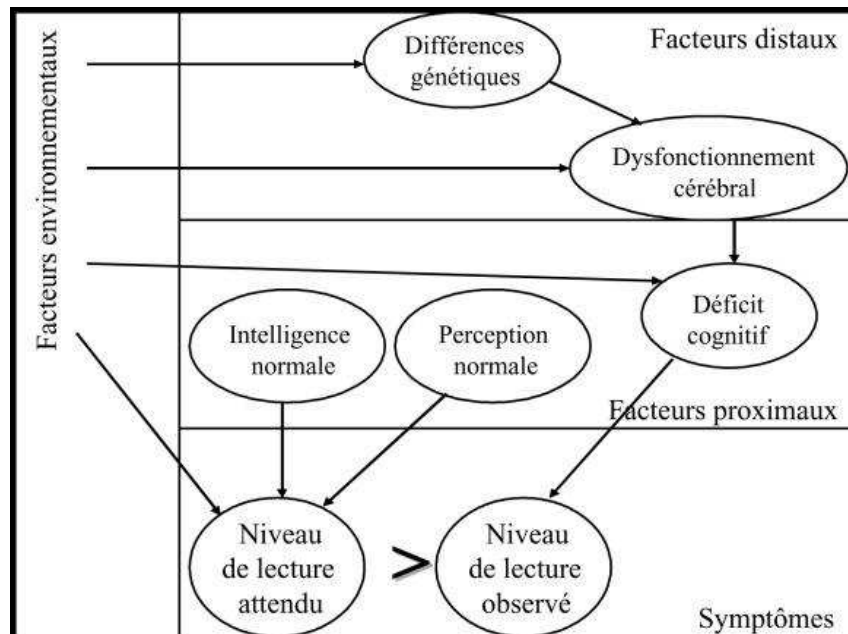 Facteurs environnementaux
Différences
génétiques
Facteurs distaux
Dysfonctionnement
cérébral
Intelligence
normale
Perception
normale
Déficit
cognitif
Facteurs proximaux
Niveau
de lecture
attendu
>
Niveau
de lecture
observé
Symptômes